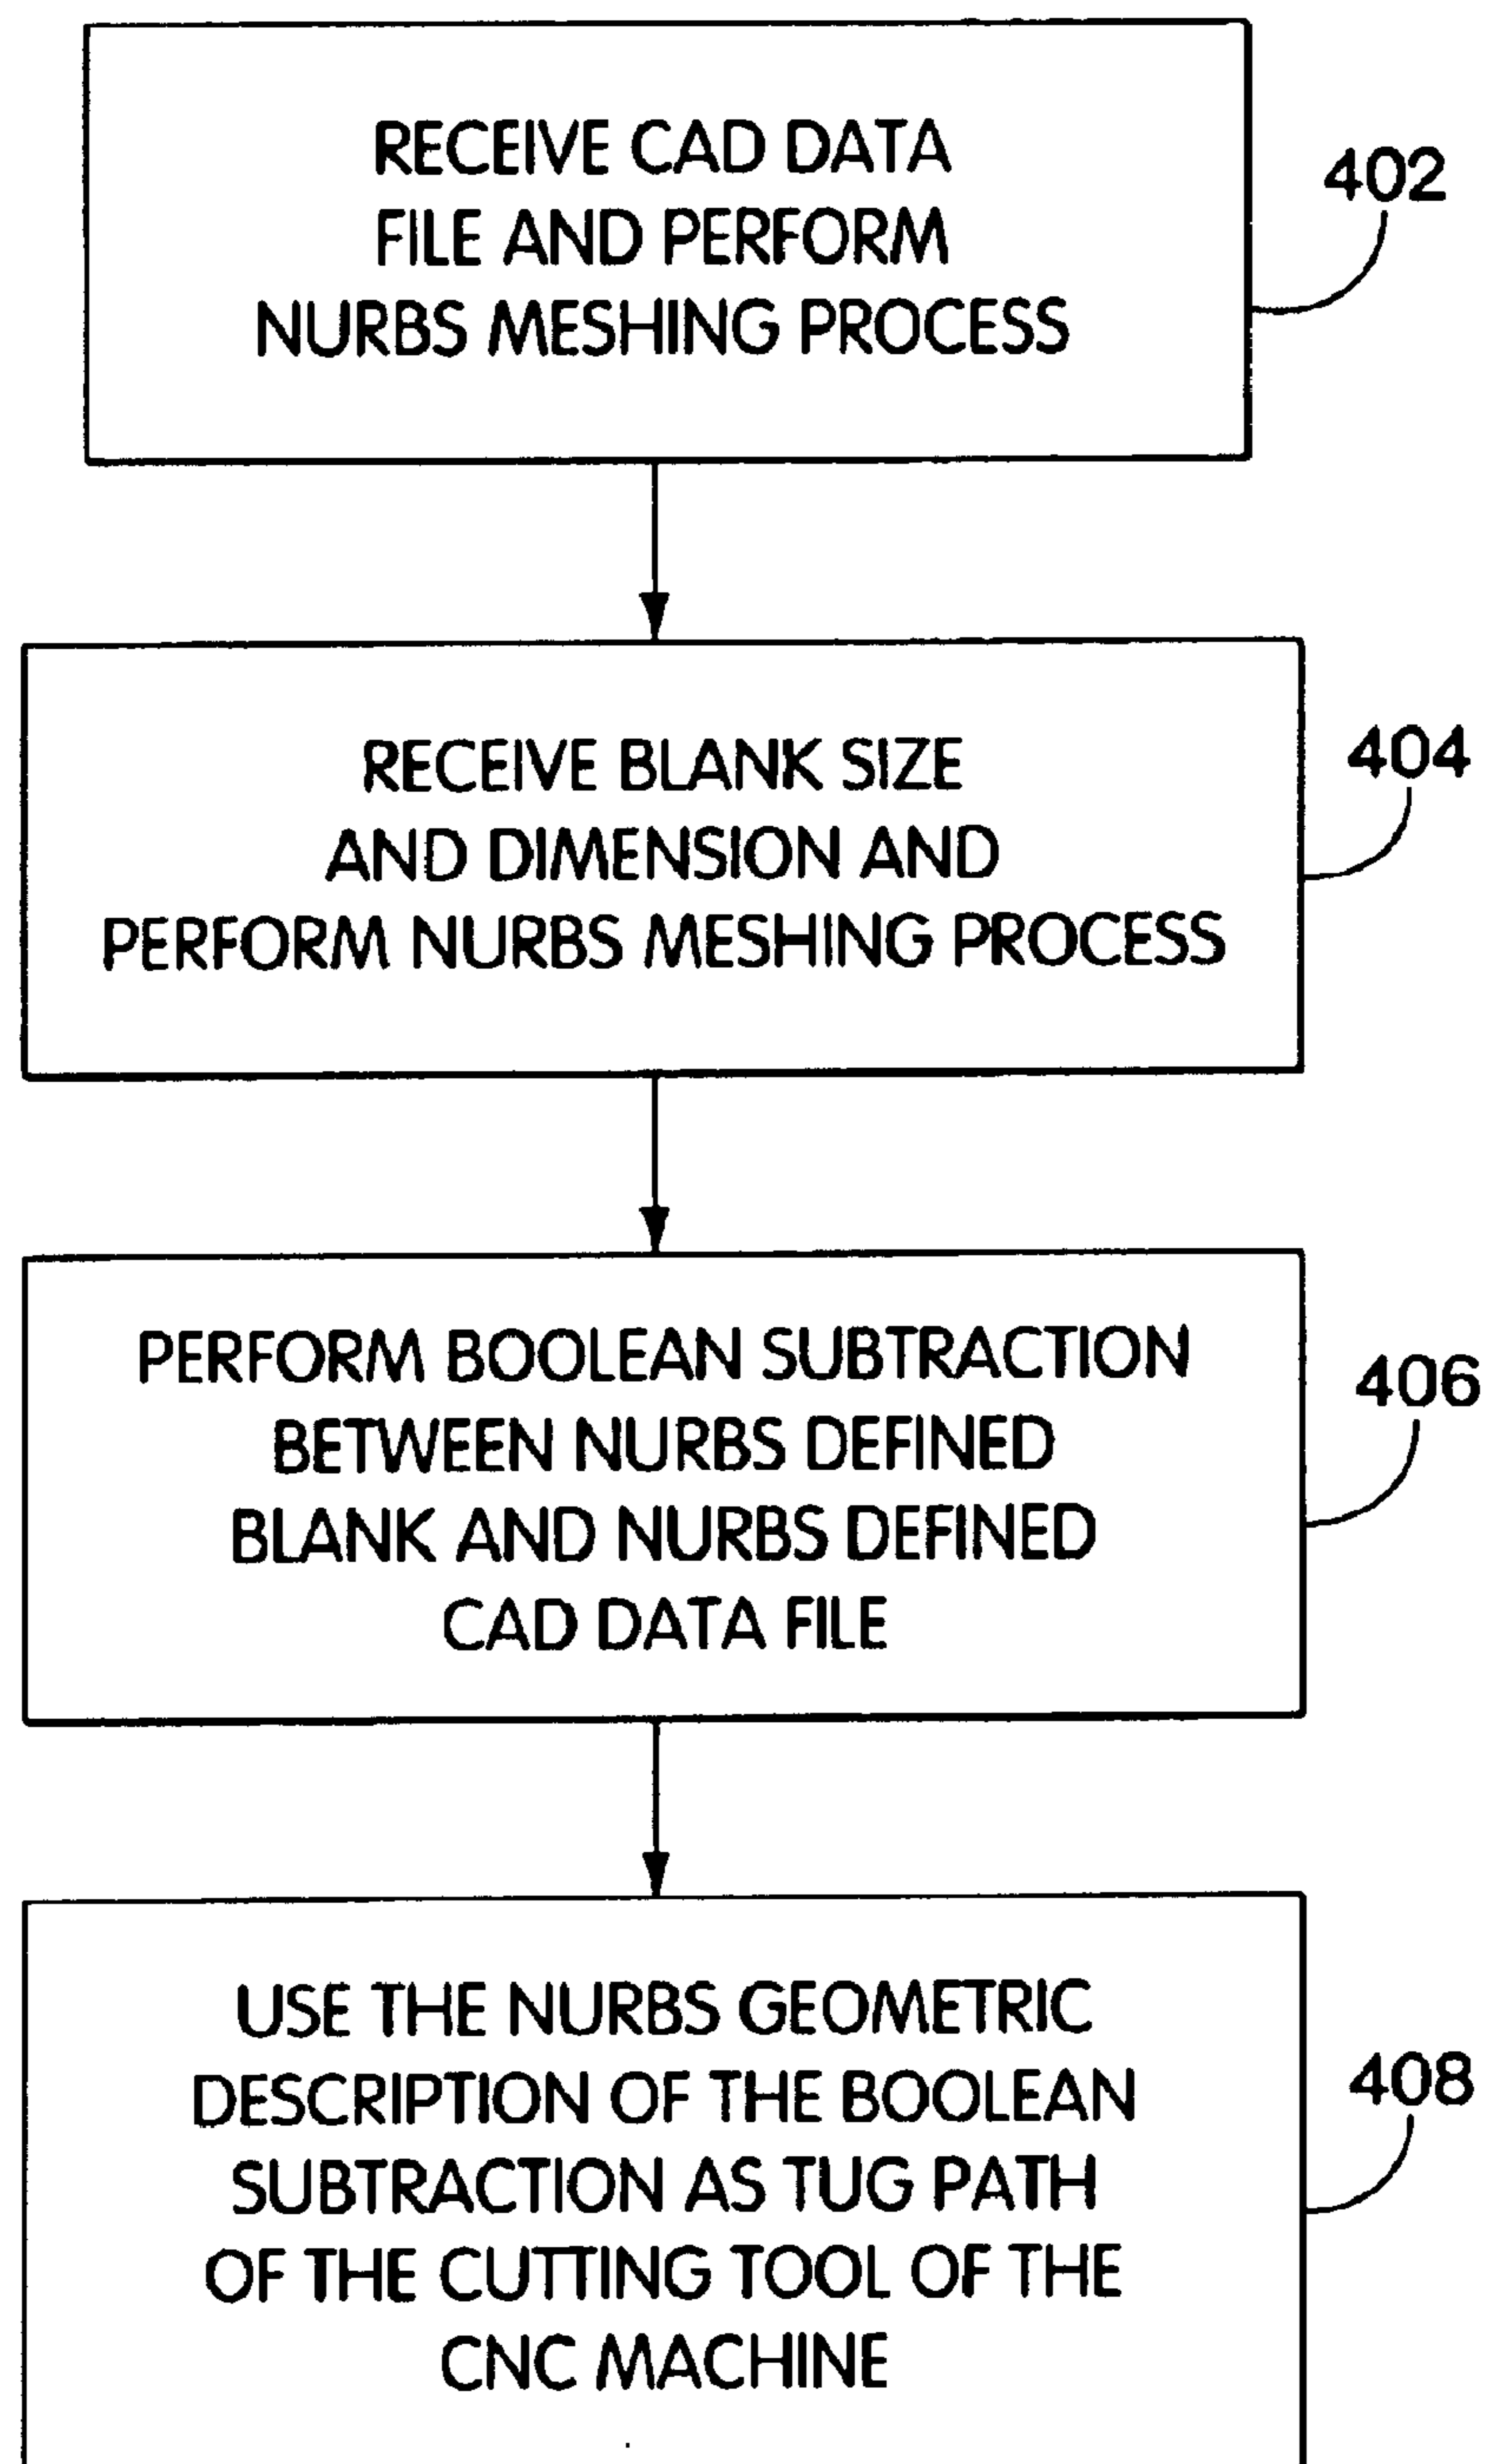 RECEIVE CAD DATA
FILE AND PERFORM
NURBS MESHING PROCESS
402
RECEIVE BLANK SIZE
AND DIMENSION AND
PERFORM NURBS MESHING PROCESS
404
PERFORM BOOLEAN SUBTRACTION
BETWEEN NURBS DEFINED
BLANK AND NURBS DEFINED
CAD DATA FILE
406
USE THE NURBS GEOMETRIC
DESCRIPTION OF THE BOOLEAN
SUBTRACTION AS TUG PATH
OF THE CUTTING TOOL OF THE
CNC MACHINE
408